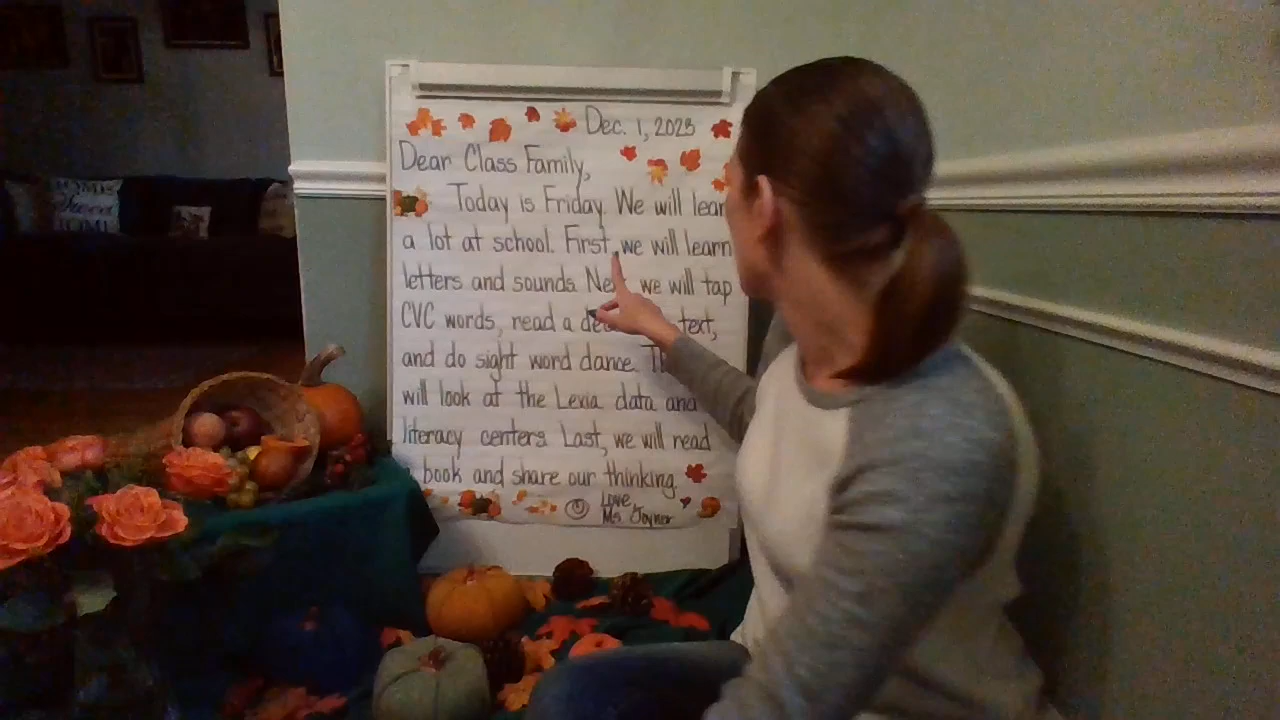 Dec. 1, 2023
Dear Class Family,
Today is Friday. We will
a lot at school. First, we will learn
letters and sounds. we will tap
CVC words, read a text,
and do sight word dance.
will look at the Lexia data and
literacy centers. Last, we will read
book and share our thinking.
Love,
Ms. Joyner
Sweet
HOME